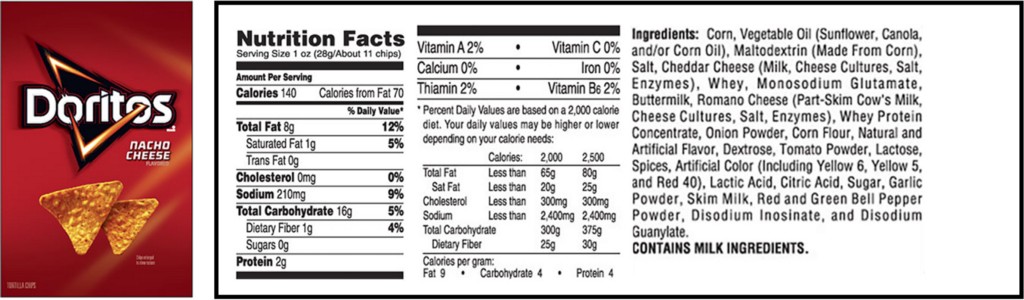 Doritos
NACHO
CHEESE
FLAVORED
TORTILLA CHIPS
Nutrition Facts
Serving Size 1 oz (28g/About 11 chips)
Amount Per Serving
Calories 140 Calories from Fat 70
% Daily Value*
Total Fat 8g 12%
Saturated Fat 1g 5%
Trans Fat 0g
Cholesterol 0mg 0%
Sodium 210mg 9%
Total Carbohydrate 16g 5%
Dietary Fiber 1g 4%
Sugars 0g
Protein 2g
Vitamin A 2% • Vitamin C 0%
Calcium 0% • Iron 0%
Thiamin 2% • Vitamin B6 2%
* Percent Daily Values are based on a 2,000 calorie
diet. Your daily values may be higher or lower
depending on your calorie needs:
Calories: 2,000 2,500
Total Fat Less than 65g 80g
Sat Fat Less than 20g 25g
Cholesterol Less than 300mg 300mg
Sodium Less than 2,400mg 2,400mg
Total Carbohydrate 300g 375g
Dietary Fiber 25g 30g
Calories per gram:
Fat 9 • Carbohydrate 4 • Protein 4
Ingredients: Corn, Vegetable Oil (Sunflower, Canola,
and/or Corn Oil), Maltodextrin (Made From Corn),
Salt, Cheddar Cheese (Milk, Cheese Cultures, Salt,
Enzymes), Whey, Monosodium Glutamate,
Buttermilk, Romano Cheese (Part-Skim Cow's Milk,
Cheese Cultures, Salt, Enzymes), Whey Protein
Concentrate, Onion Powder, Corn Flour, Natural and
Artificial Flavor, Dextrose, Tomato Powder, Lactose,
Spices, Artificial Color (Including Yellow 6, Yellow 5,
and Red 40), Lactic Acid, Citric Acid, Sugar, Garlic
Powder, Skim Milk, Red and Green Bell Pepper
Powder, Disodium Inosinate, and Disodium
Guanylate.
CONTAINS MILK INGREDIENTS.